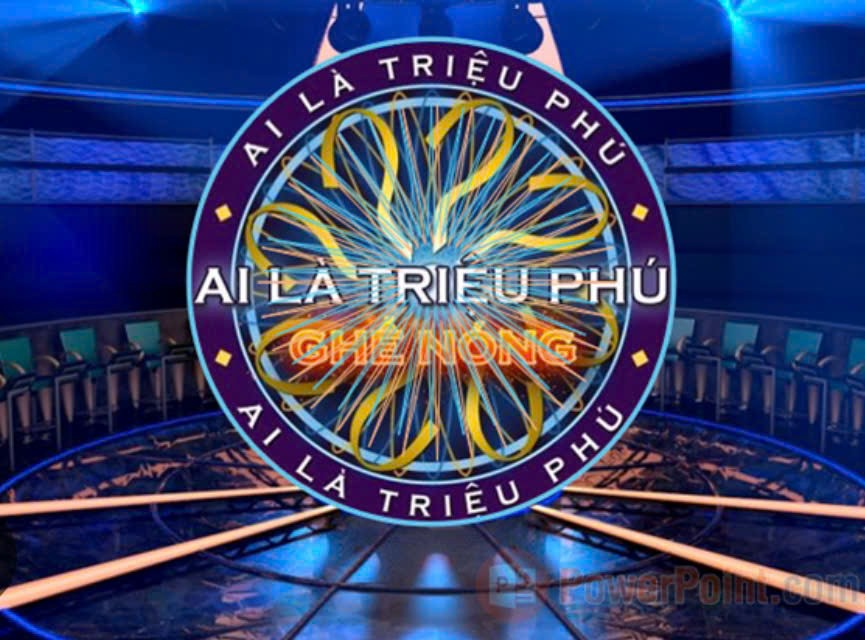 AI LÀ TRIỆU PHÚ
AI LÀ TRIỆU PHÚ
GHẾ NÓNG
AI LÀ TRIỆU PHÚ
PowerPoint.com